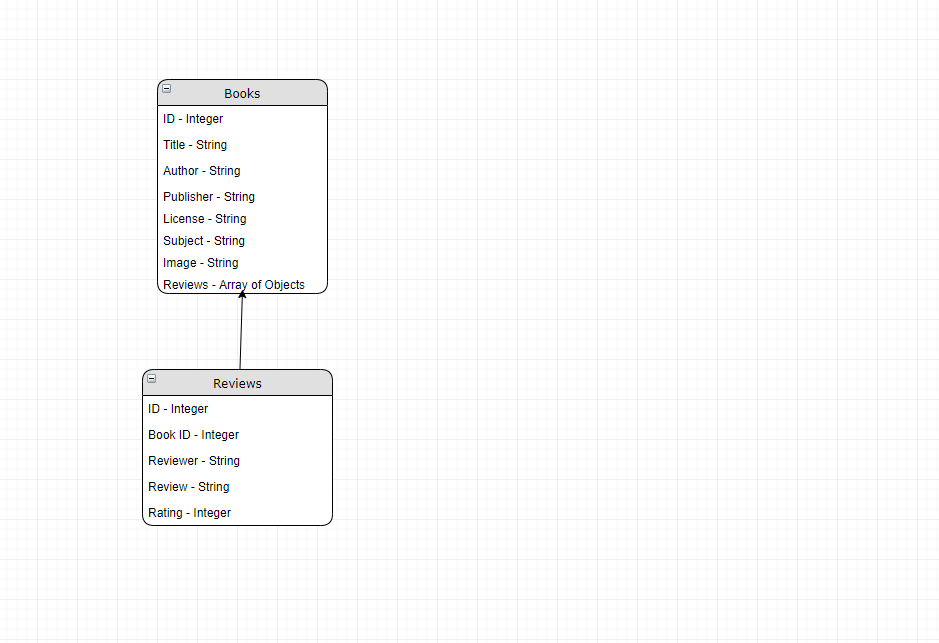 Books
ID - Integer
Title - String
Author - String
Publisher - String
License - String
Subject - String
Image - String
Reviews - Array of Objects
Reviews
ID - Integer
Book ID - Integer
Reviewer - String
Review - String
Rating - Integer